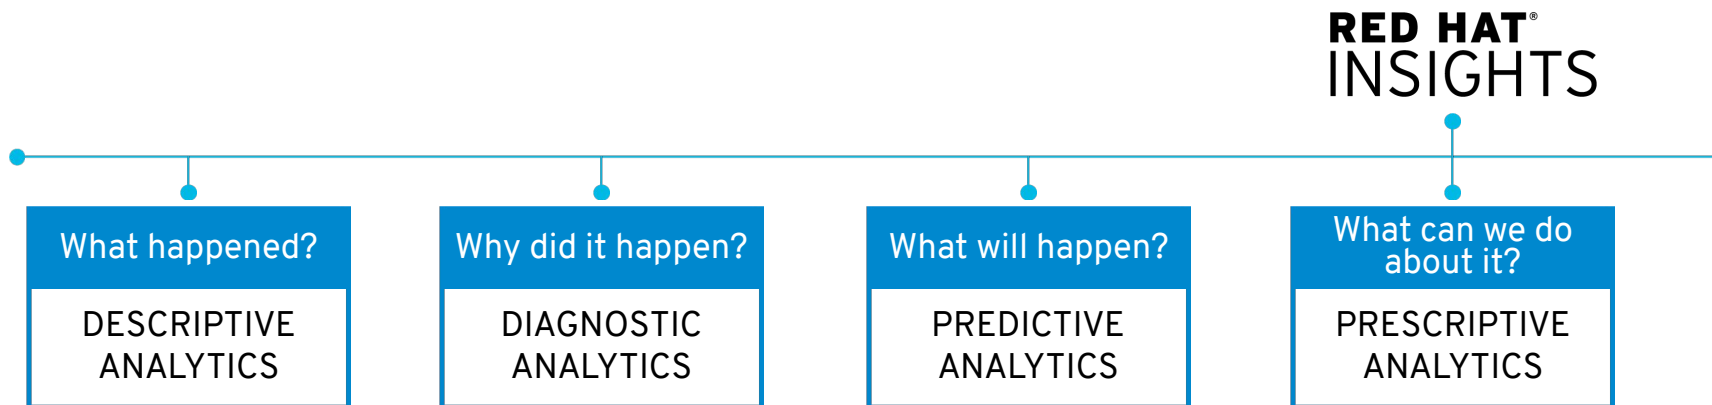 RED HAT®
INSIGHTS
What happened?
DESCRIPTIVE
ANALYTICS
Why did it happen?
DIAGNOSTIC
ANALYTICS
What will happen?
PREDICTIVE
ANALYTICS
What can we do
about it?
PRESCRIPTIVE
ANALYTICS